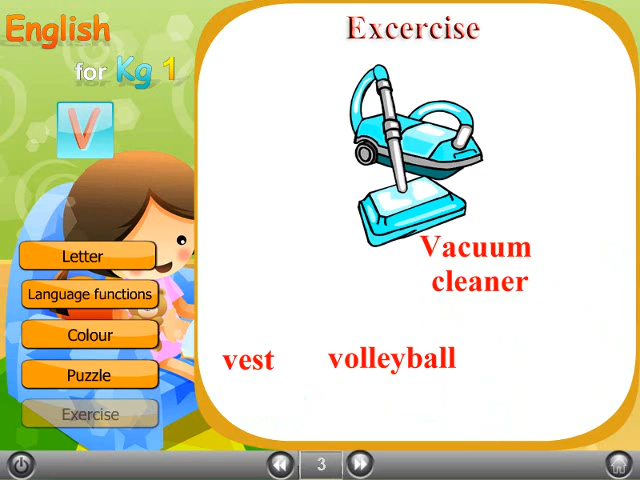 English
for Kg 1
V
Excercise
Vacuum
cleaner
vest volleyball
Letter
Language functions
Colour
Puzzle
Exercise
3